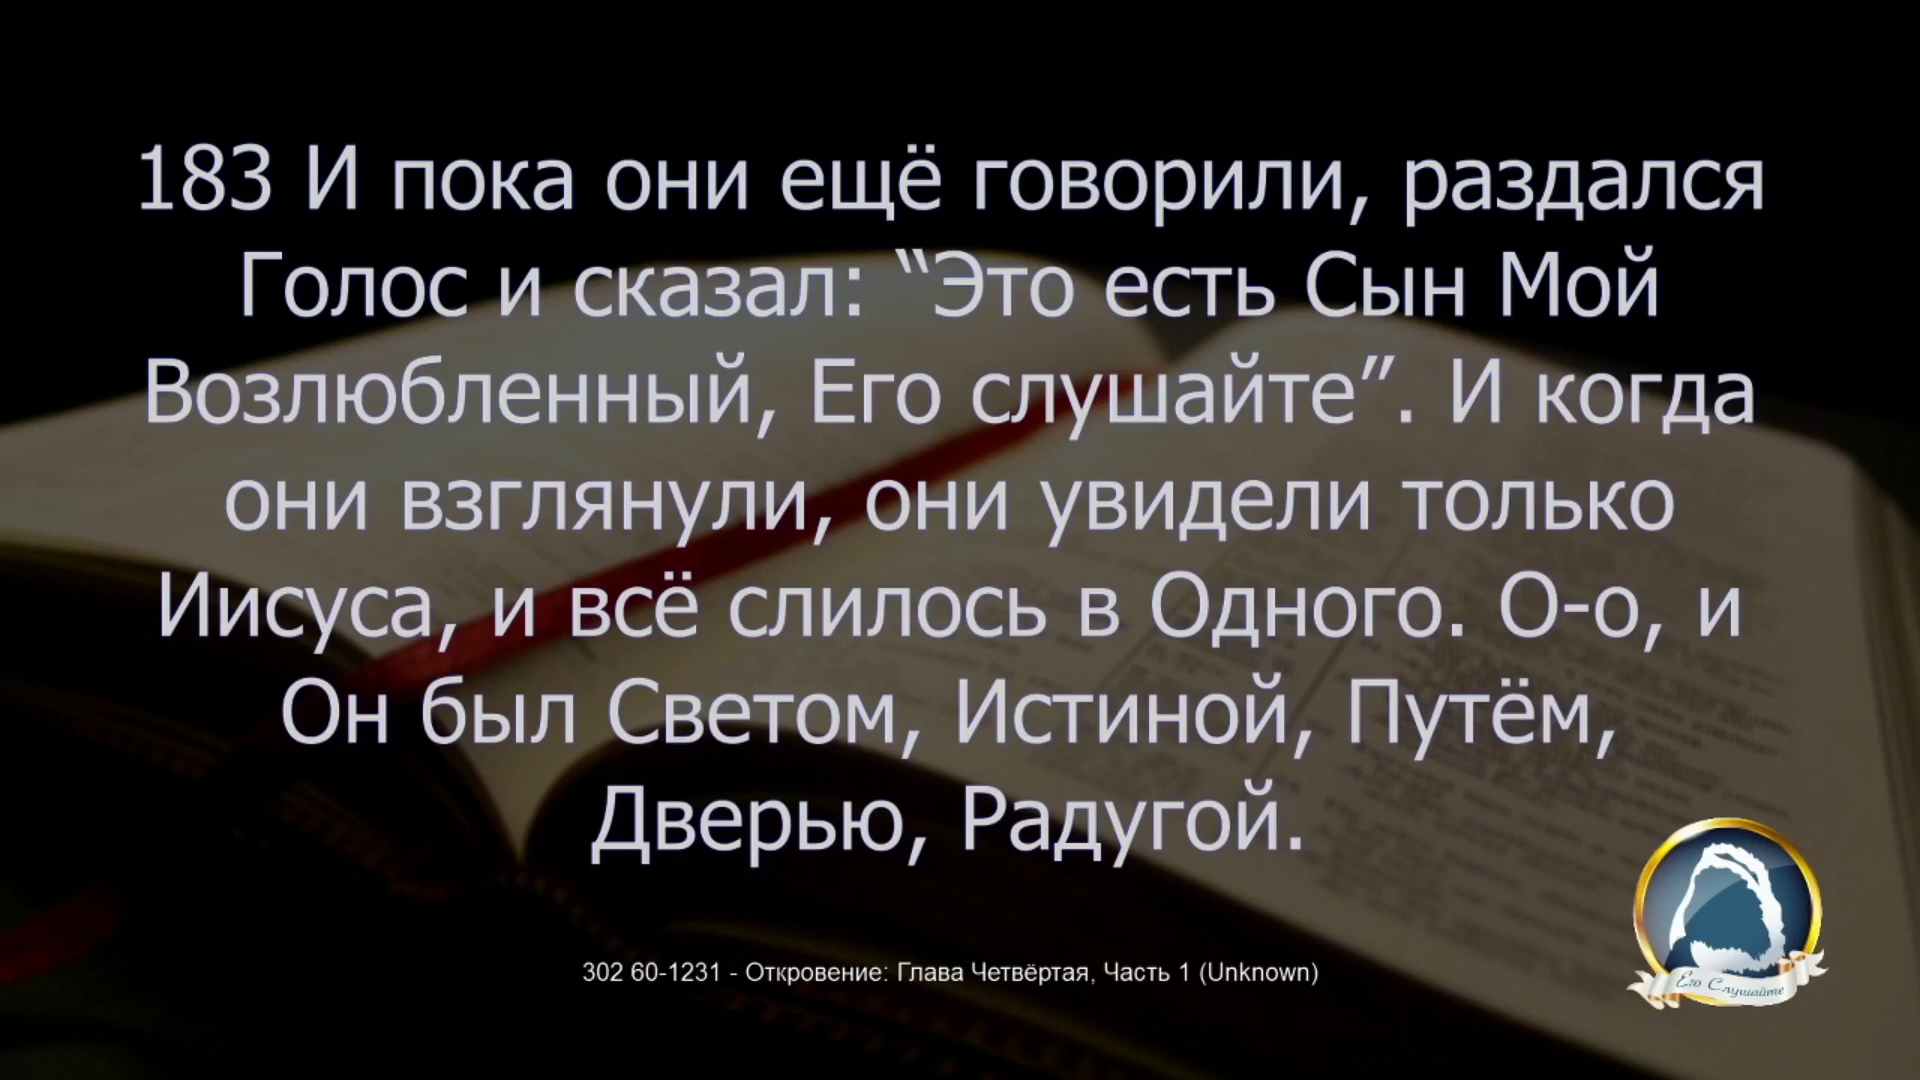 183 И пока они ещё говорили, раздался
Голос и сказал: “Это есть Сын Мой
Возлюбленный, Его слушайте”. И когда
они взглянули, они увидели только
Иисуса, и всё слилось в Одного. О-о, и
Он был Светом, Истиной, Путём,
Дверью, Радугой.
302 60-1231 - Откровение: Глава Четвёртая, Часть 1 (Unknown)
Его Слушайте